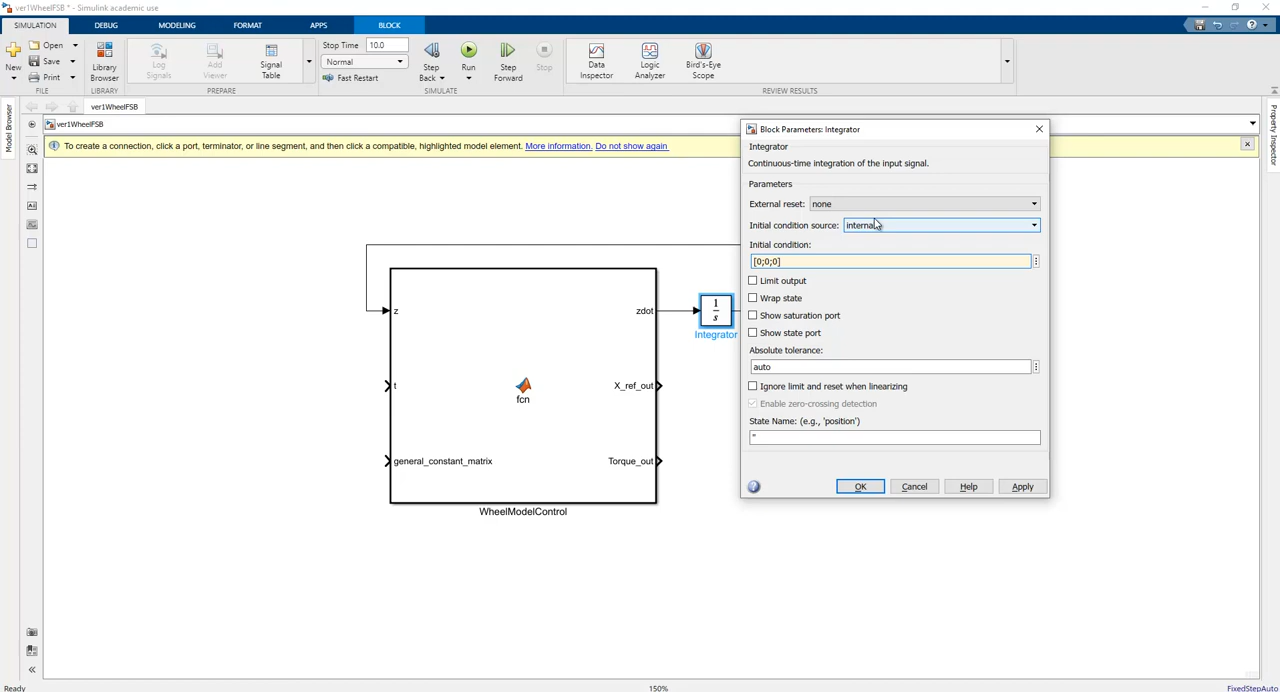 ver1WheelFSB * - Simulink academic use
SIMULATION DEBUG MODELING FORMAT APPS BLOCK
New
Open
Save
Print
FILE
Library Browser
LIBRARY
Log Signals
Add Viewer
Signal Table
PREPARE
Stop Time 10.0
Normal
Fast Restart
Step Back
Run
Step Forward
Stop
SIMULATE
Data Inspector
Logic Analyzer
Bird's-Eye Scope
REVIEW RESULTS
Model Browser
ver1WheelFSB
ver1WheelFSB
Property Inspector
To create a connection, click a port, terminator, or line segment, and then click a compatible, highlighted model element. More information. Do not show again
z
t
general_constant_matrix
fcn
zdot
X_ref_out
Torque_out
WheelModelControl
1
s
Integrator
Block Parameters: Integrator
Integrator
Continuous-time integration of the input signal.
Parameters
External reset: none
Initial condition source: internal
Initial condition:
[0;0;0]
Limit output
Wrap state
Show saturation port
Show state port
Absolute tolerance:
auto
Ignore limit and reset when linearizing
Enable zero-crossing detection
State Name: (e.g., 'position')
''
OK Cancel Help Apply
Ready 150% FixedStepAuto